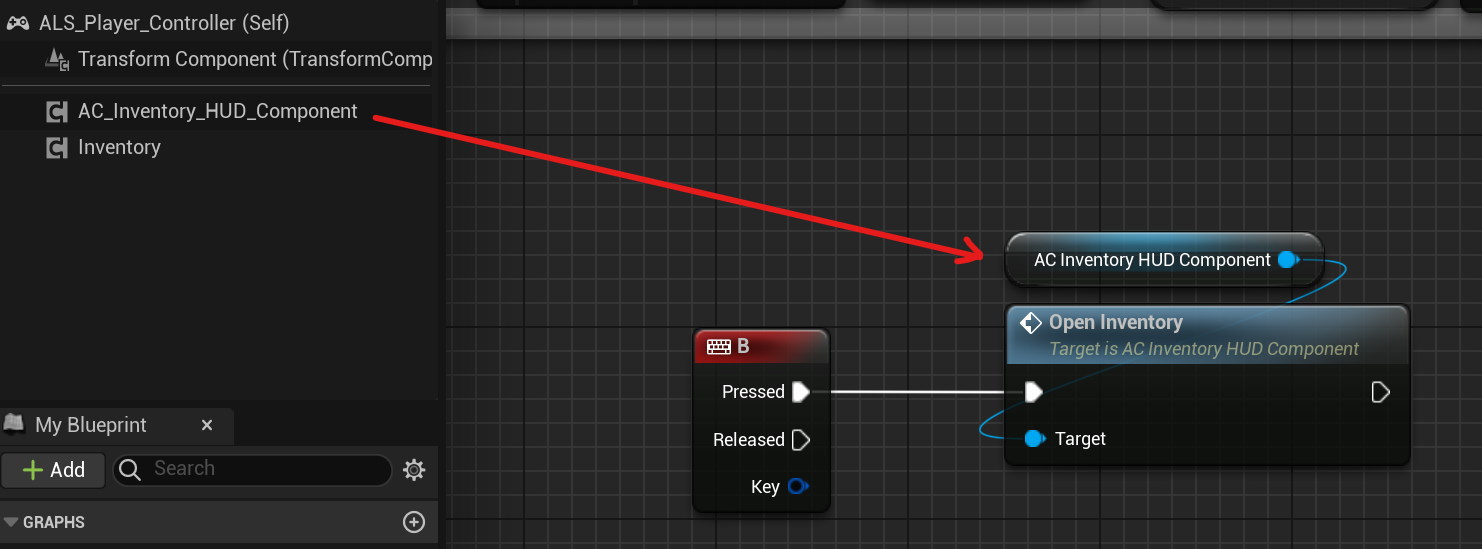 ALS_Player_Controller (Self)
Transform Component (TransformComp
AC_Inventory_HUD_Component
Inventory
My Blueprint
Add
Search
GRAPHS
AC Inventory HUD Component
Open Inventory
Target is AC Inventory HUD Component
Target
B
Pressed
Released
Key